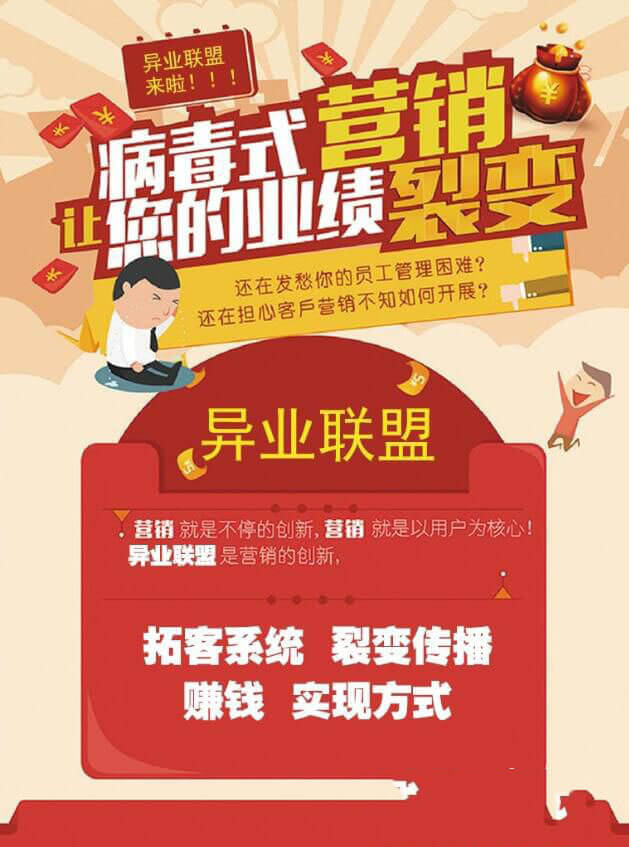 异业联盟
来啦！！！
病毒式营销
让您的业绩裂变
还在发愁你的员工管理困难？
还在担心客户营销不知如何开展？
异业联盟
营销 就是不停的创新, 营销 就是以用户为核心！
异业联盟 是营销的创新,
拓客系统 裂变传播
赚钱 实现方式